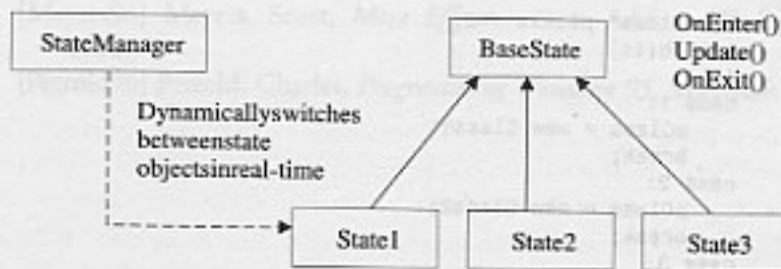 StateManager
BaseState
OnEnter()
Update()
OnExit()
Dynamicallyswitches
betweenstate
objectsinreal-time
State1
State2
State3